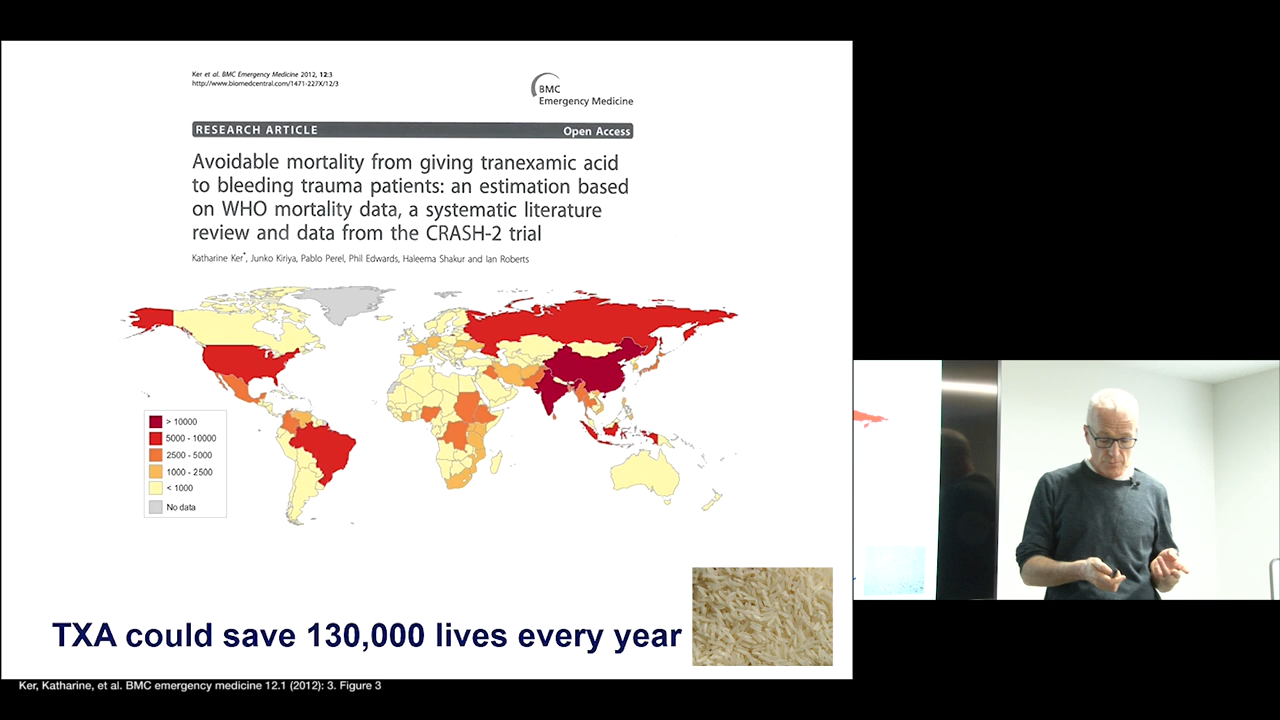 Ker et al. BMC Emergency Medicine 2012, 12:3
http://www.biomedcentral.com/1471-227X/12/3
BMC
Emergency Medicine
RESEARCH ARTICLE
Open Access
Avoidable mortality from giving tranexamic acid
to bleeding trauma patients: an estimation based
on WHO mortality data, a systematic literature
review and data from the CRASH-2 trial
Katharine Ker*, Junko Kiriya, Pablo Perel, Phil Edwards, Haleema Shakur and Ian Roberts
> 10000
5000 - 10000
2500 - 5000
1000 - 2500
< 1000
No data
TXA could save 130,000 lives every year
Ker, Katharine, et al. BMC emergency medicine 12.1 (2012): 3. Figure 3